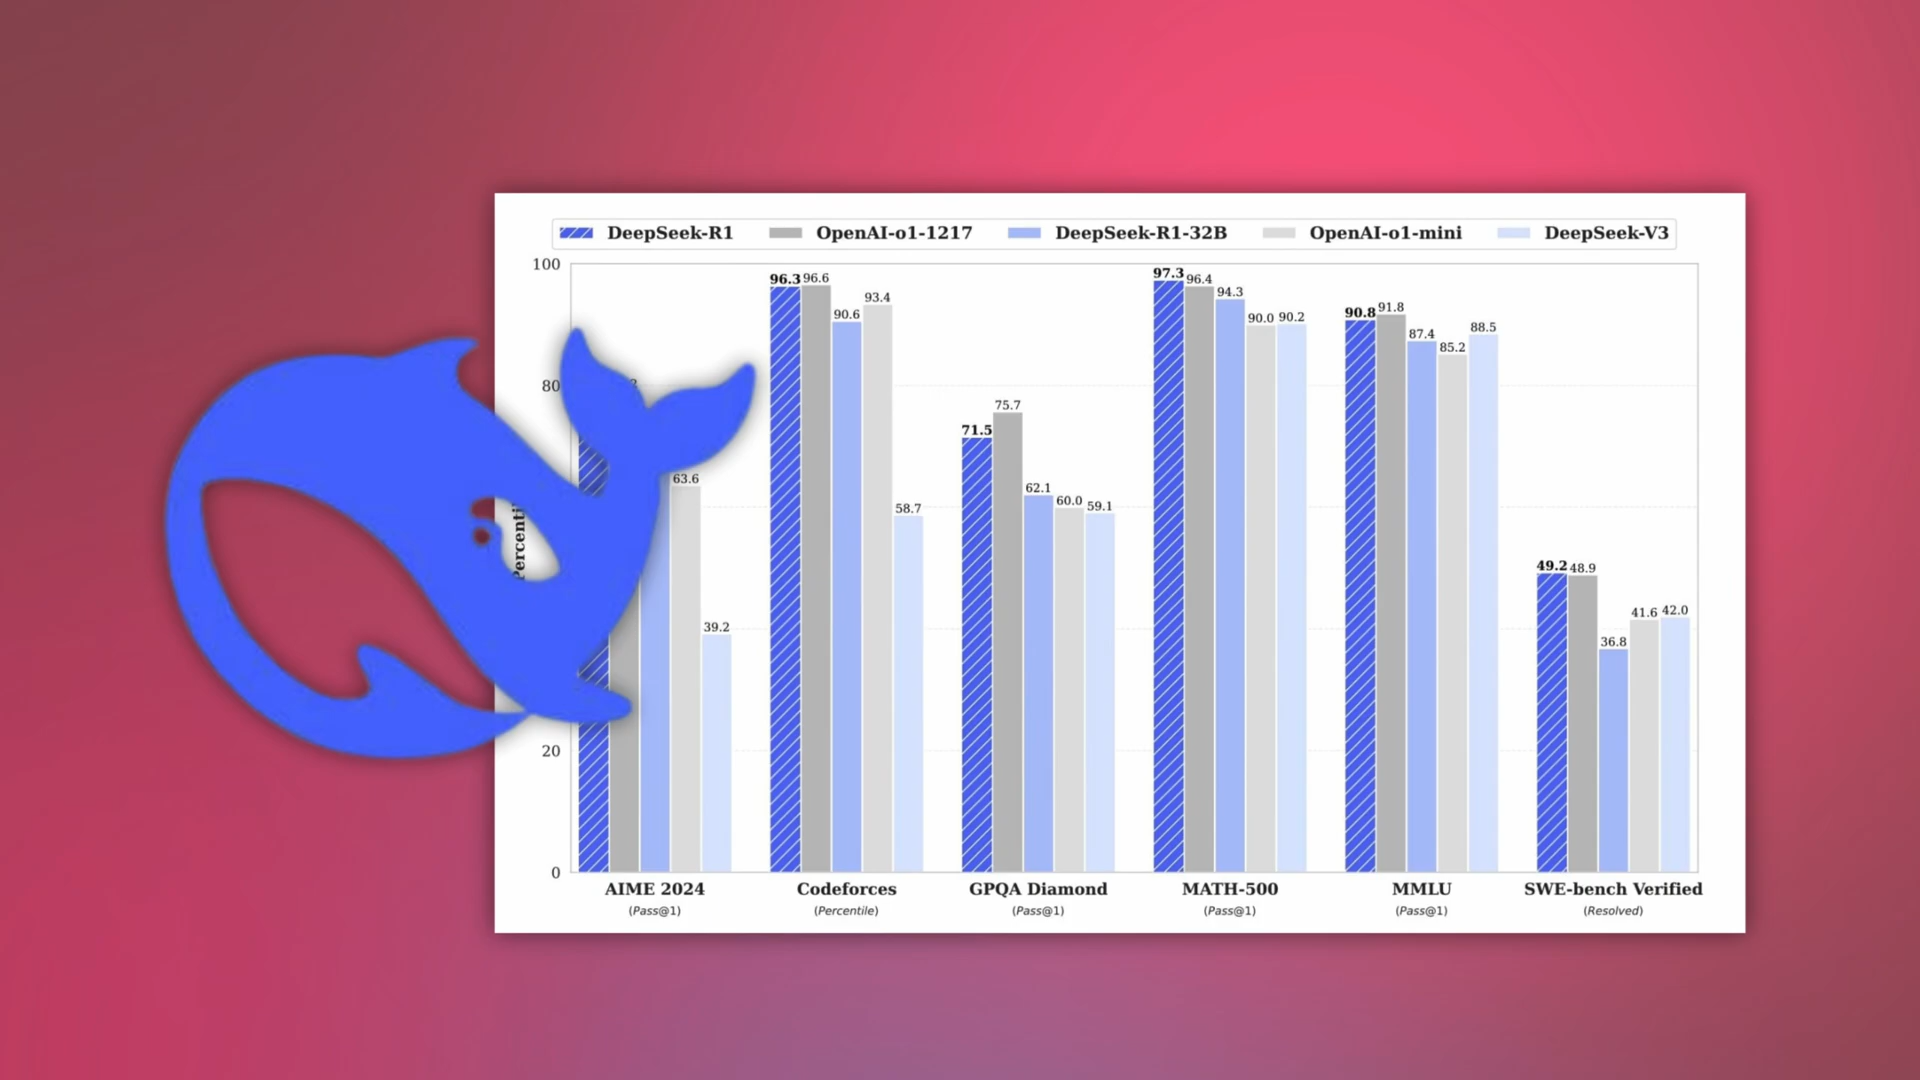 DeepSeek-R1 OpenAI-o1-1217 DeepSeek-R1-32B OpenAI-o1-mini DeepSeek-V3
100
80
20
0
63.6 39.2
96.3 96.6 90.6 93.4 58.7
71.5 75.7 62.1 60.0 59.1
97.3 96.4 94.3 90.0 90.2
90.8 91.8 87.4 85.2 88.5
49.2 48.9 36.8 41.6 42.0
AIME 2024 Codeforces GPQA Diamond MATH-500 MMLU SWE-bench Verified
(Pass@1) (Percentile) (Pass@1) (Pass@1) (Pass@1) (Resolved)